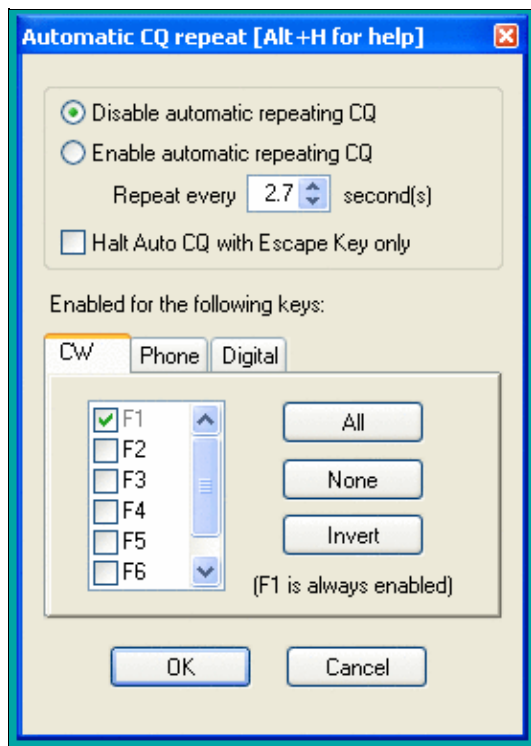 Automatic CQ repeat [Alt+H for help]
Disable automatic repeating CQ
Enable automatic repeating CQ
Repeat every 2.7 second(s)
Halt Auto CQ with Escape Key only
Enabled for the following keys:
CW Phone Digital
F1
F2
F3
F4
F5
F6
All
None
Invert
(F1 is always enabled)
OK Cancel